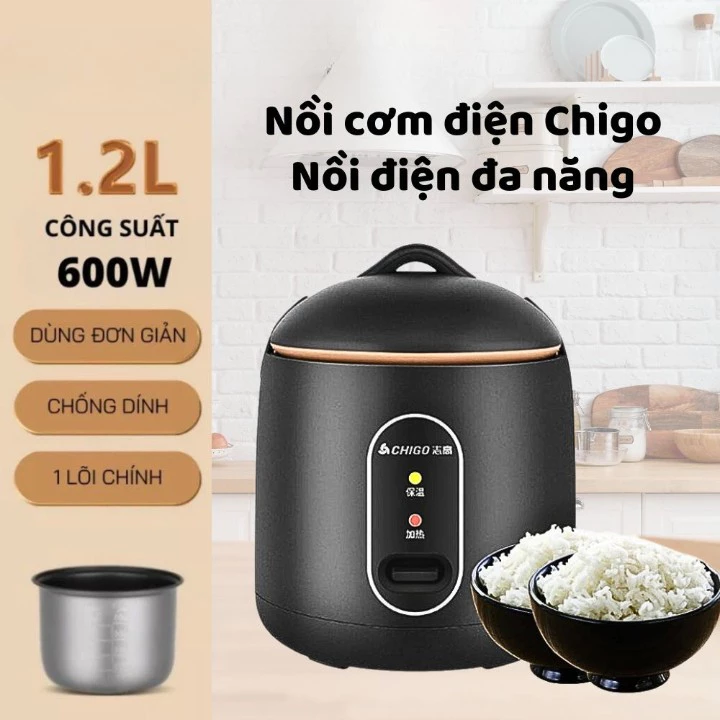 Nồi cơm điện Chigo
Nồi điện đa năng
1.2L
CÔNG SUẤT
600W
DÙNG ĐƠN GIẢN
CHỐNG DÍNH
1 LÕI CHÍNH
CHIGO 志高
保温
加热